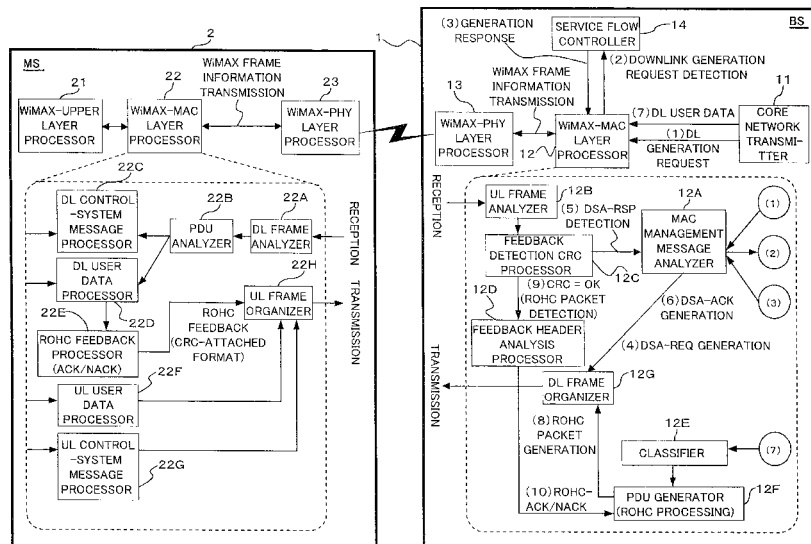 2
MS
21
22
23
WiMAX FRAME
INFORMATION
TRANSMISSION
WiMAX-UPPER
LAYER
PROCESSOR
WiMAX-MAC
LAYER
PROCESSOR
WiMAX-PHY
LAYER
PROCESSOR
22C
DL CONTROL
-SYSTEM
MESSAGE
PROCESSOR
22B
PDU
ANALYZER
22A
DL FRAME
ANALYZER
RECEPTION
DL USER
DATA
PROCESSOR
22D
22E
ROHC FEEDBACK
PROCESSOR
(ACK/NACK)
ROHC
FEEDBACK
(CRC-ATTACHED
FORMAT)
22H
UL FRAME
ORGANIZER
TRANSMISSION
22F
UL USER
DATA
PROCESSOR
22G
UL CONTROL
-SYSTEM
MESSAGE
PROCESSOR
1
BS
(3) GENERATION
RESPONSE
SERVICE FLOW
CONTROLLER
14
(2) DOWNLINK GENERATION
REQUEST DETECTION
WiMAX FRAME
INFORMATION
TRANSMISSION
13
WiMAX-PHY
LAYER
PROCESSOR
12
WiMAX-MAC
LAYER
PROCESSOR
(7) DL USER DATA
(1) DL
GENERATION
REQUEST
11
CORE
NETWORK
TRANSMIT-
TER
RECEPTION
12B
UL FRAME
ANALYZER
(5) DSA-RSP
DETECTION
12A
MAC
MANAGEMENT
MESSAGE
ANALYZER
(1)
(2)
(3)
FEEDBACK
DETECTION CRC
PROCESSOR
12C
(9) CRC = OK
(ROHC PACKET
DETECTION)
12D
FEEDBACK HEADER
ANALYSIS
PROCESSOR
(6) DSA-ACK
GENERATION
(4) DSA-REQ GENERATION
TRANSMISSION
DL FRAME
ORGANIZER
12G
(8) ROHC
PACKET
GENERATION
12E
CLASSIFIER
(7)
(10) ROHC-
ACK/NACK
PDU GENERATOR
(ROHC PROCESSING)
12F